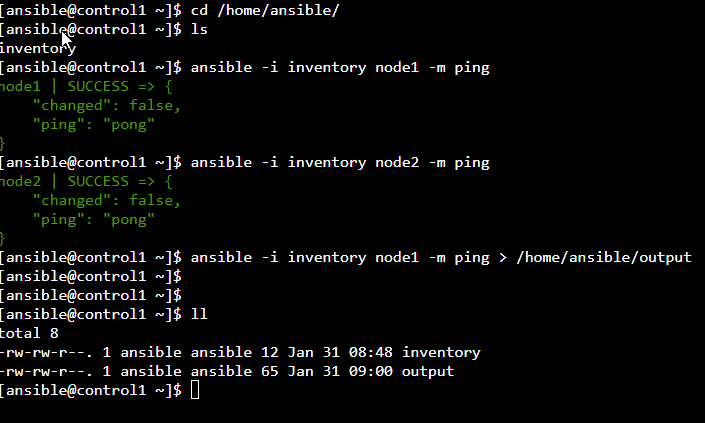 [ansible@control1 ~]$ cd /home/ansible/
[ansible@control1 ~]$ ls
inventory
[ansible@control1 ~]$ ansible -i inventory node1 -m ping
node1 | SUCCESS => {
    "changed": false,
    "ping": "pong"
}
[ansible@control1 ~]$ ansible -i inventory node2 -m ping
node2 | SUCCESS => {
    "changed": false,
    "ping": "pong"
}
[ansible@control1 ~]$ ansible -i inventory node1 -m ping > /home/ansible/output
[ansible@control1 ~]$
[ansible@control1 ~]$
[ansible@control1 ~]$ ll
total 8
-rw-rw-r--. 1 ansible ansible 12 Jan 31 08:48 inventory
-rw-rw-r--. 1 ansible ansible 65 Jan 31 09:00 output
[ansible@control1 ~]$